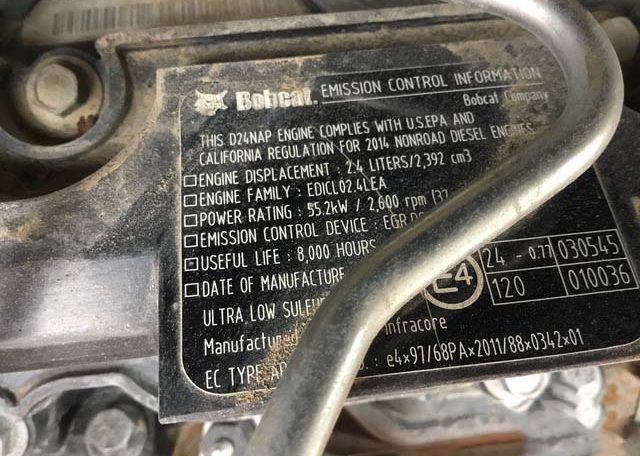 Bobcat. EMISSION CONTROL INFORMATION
Bobcat Company
THIS D24NAP ENGINE COMPLIES WITH U.S.EPA AND
CALIFORNIA REGULATION FOR 2014 NONROAD DIESEL ENGINES
□ENGINE DISPLACEMENT : 2.4 LITERS/2,392 cm3
□ENGINE FAMILY : EDICL02.4LEA
□POWER RATING : 55.2kW / 2,600 rpm
□EMISSION CONTROL DEVICE : EGR
□USEFUL LIFE : 8,000 HOURS
□DATE OF MANUFACTURE
ULTRA LOW
Infracore
EC TYPE
e4×97/68PA×2011/88×0342×01
E4
24 - 0.77 030545
120 010036